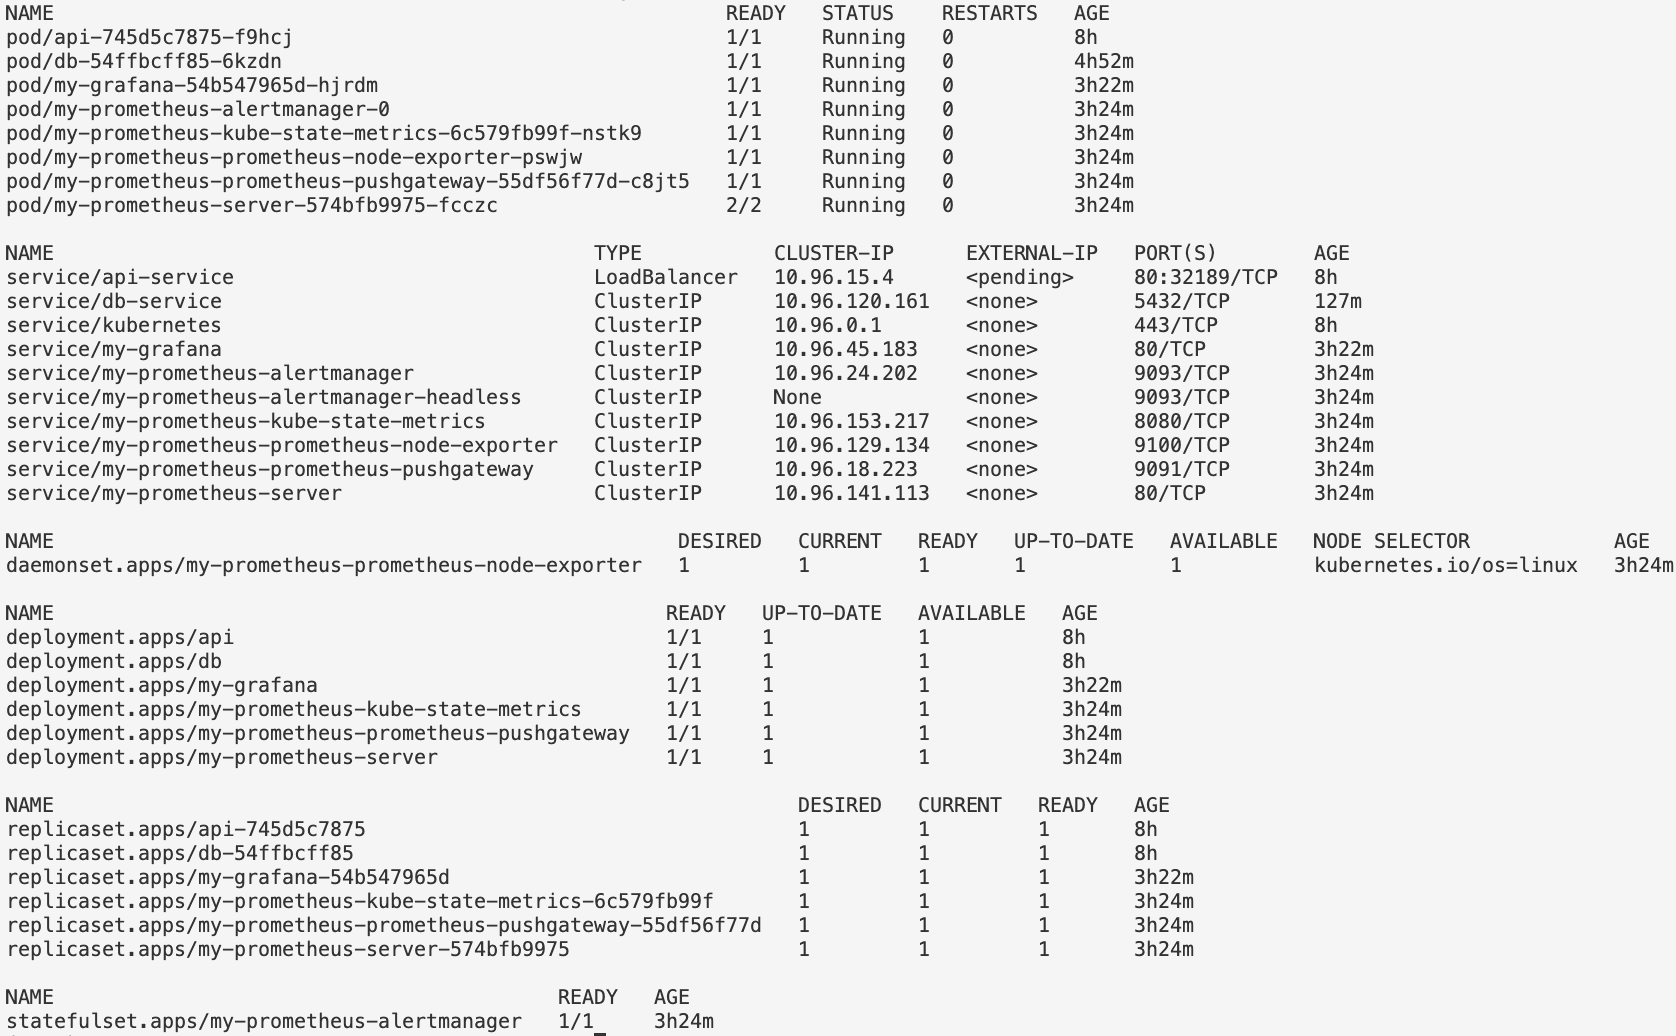 NAME READY STATUS RESTARTS AGE
pod/api-745d5c7875-f9hcj 1/1 Running 0 8h
pod/db-54ffbcff85-6kzdn 1/1 Running 0 4h52m
pod/my-grafana-54b547965d-hjrdm 1/1 Running 0 3h22m
pod/my-prometheus-alertmanager-0 1/1 Running 0 3h24m
pod/my-prometheus-kube-state-metrics-6c579fb99f-nstk9 1/1 Running 0 3h24m
pod/my-prometheus-prometheus-node-exporter-pswjw 1/1 Running 0 3h24m
pod/my-prometheus-prometheus-pushgateway-55df56f77d-c8jt5 1/1 Running 0 3h24m
pod/my-prometheus-server-574bfb9975-fcczc 2/2 Running 0 3h24m
NAME TYPE CLUSTER-IP EXTERNAL-IP PORT(S) AGE
service/api-service LoadBalancer 10.96.15.4 <pending> 80:32189/TCP 8h
service/db-service ClusterIP 10.96.120.161 <none> 5432/TCP 127m
service/kubernetes ClusterIP 10.96.0.1 <none> 443/TCP 8h
service/my-grafana ClusterIP 10.96.45.183 <none> 80/TCP 3h22m
service/my-prometheus-alertmanager ClusterIP 10.96.24.202 <none> 9093/TCP 3h24m
service/my-prometheus-alertmanager-headless ClusterIP None <none> 9093/TCP 3h24m
service/my-prometheus-kube-state-metrics ClusterIP 10.96.153.217 <none> 8080/TCP 3h24m
service/my-prometheus-prometheus-node-exporter ClusterIP 10.96.129.134 <none> 9100/TCP 3h24m
service/my-prometheus-prometheus-pushgateway ClusterIP 10.96.18.223 <none> 9091/TCP 3h24m
service/my-prometheus-server ClusterIP 10.96.141.113 <none> 80/TCP 3h24m
NAME DESIRED CURRENT READY UP-TO-DATE AVAILABLE NODE SELECTOR AGE
daemonset.apps/my-prometheus-prometheus-node-exporter 1 1 1 1 1 kubernetes.io/os=linux 3h24m
NAME READY UP-TO-DATE AVAILABLE AGE
deployment.apps/api 1/1 1 1 8h
deployment.apps/db 1/1 1 1 8h
deployment.apps/my-grafana 1/1 1 1 3h22m
deployment.apps/my-prometheus-kube-state-metrics 1/1 1 1 3h24m
deployment.apps/my-prometheus-prometheus-pushgateway 1/1 1 1 3h24m
deployment.apps/my-prometheus-server 1/1 1 1 3h24m
NAME DESIRED CURRENT READY AGE
replicaset.apps/api-745d5c7875 1 1 1 8h
replicaset.apps/db-54ffbcff85 1 1 1 8h
replicaset.apps/my-grafana-54b547965d 1 1 1 3h22m
replicaset.apps/my-prometheus-kube-state-metrics-6c579fb99f 1 1 1 3h24m
replicaset.apps/my-prometheus-prometheus-pushgateway-55df56f77d 1 1 1 3h24m
replicaset.apps/my-prometheus-server-574bfb9975 1 1 1 3h24m
NAME READY AGE
statefulset.apps/my-prometheus-alertmanager 1/1 3h24m